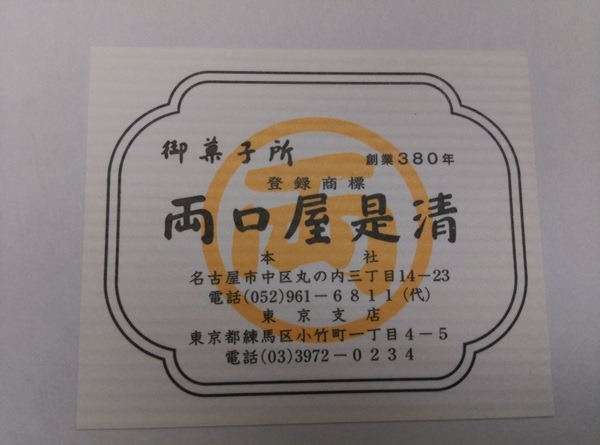 御菓子所 創業380年
登録商標
両口屋是清
両
本社
名古屋市中区丸の内三丁目14-23
電話(052)961-6811(代)
東京支店
東京都練馬区小竹町一丁目4-5
電話(03)3972-0234